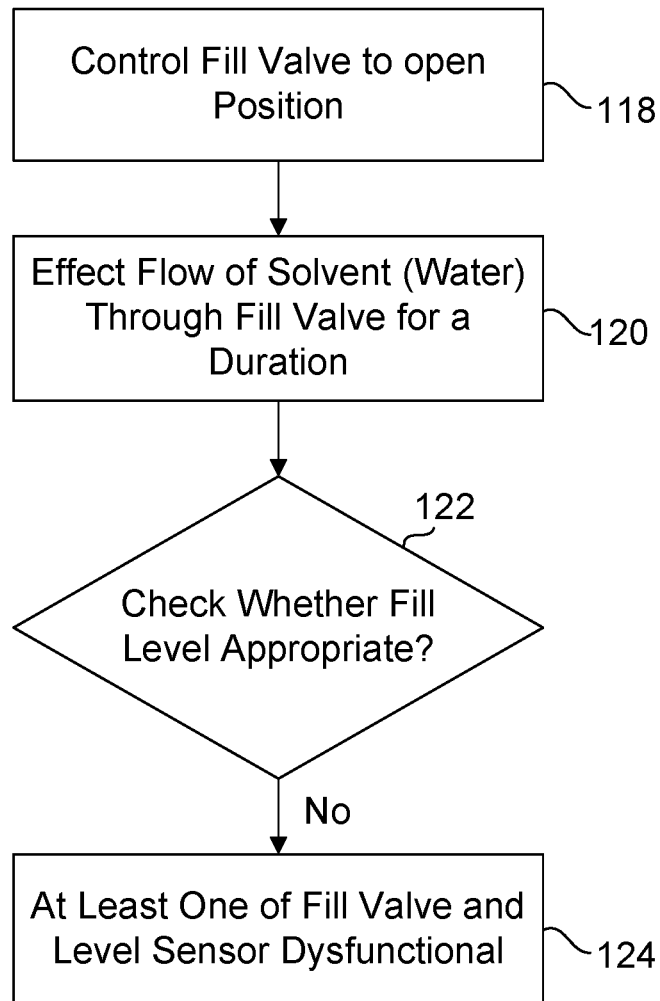 Control Fill Valve to open
Position
118
Effect Flow of Solvent (Water)
Through Fill Valve for a
Duration
120
122
Check Whether Fill
Level Appropriate?
No
At Least One of Fill Valve and
Level Sensor Dysfunctional
124